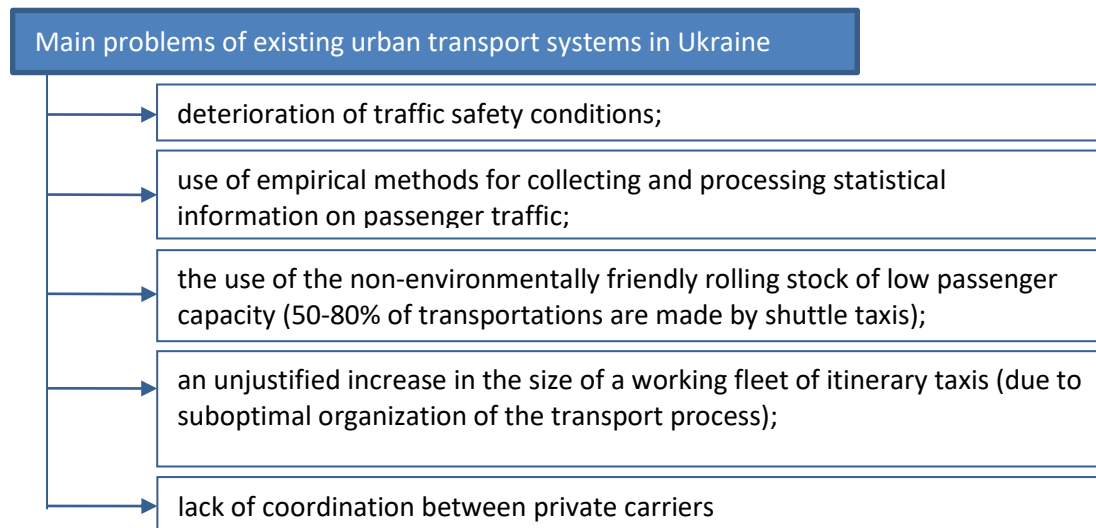 Main problems of existing urban transport systems in Ukraine
deterioration of traffic safety conditions;
use of empirical methods for collecting and processing statistical
information on passenger traffic;
the use of the non-environmentally friendly rolling stock of low passenger
capacity (50-80% of transportations are made by shuttle taxis);
an unjustified increase in the size of a working fleet of itinerary taxis (due to
suboptimal organization of the transport process);
lack of coordination between private carriers